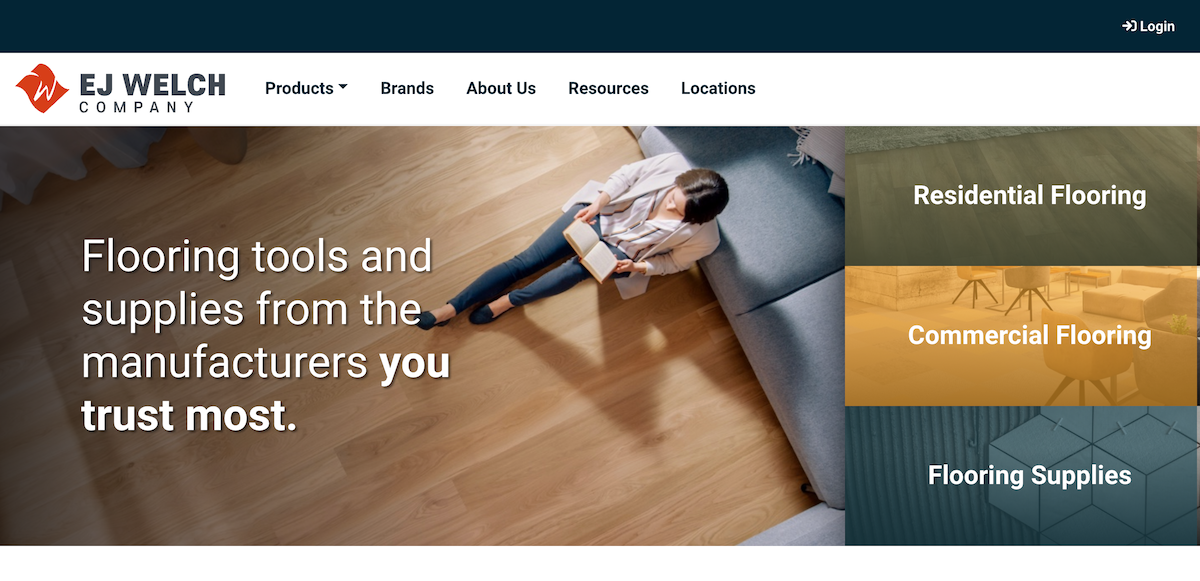 Login
EJ WELCH
COMPANY
Products
Brands
About Us
Resources
Locations
Flooring tools and
supplies from the
manufacturers you
trust most.
Residential Flooring
Commercial Flooring
Flooring Supplies